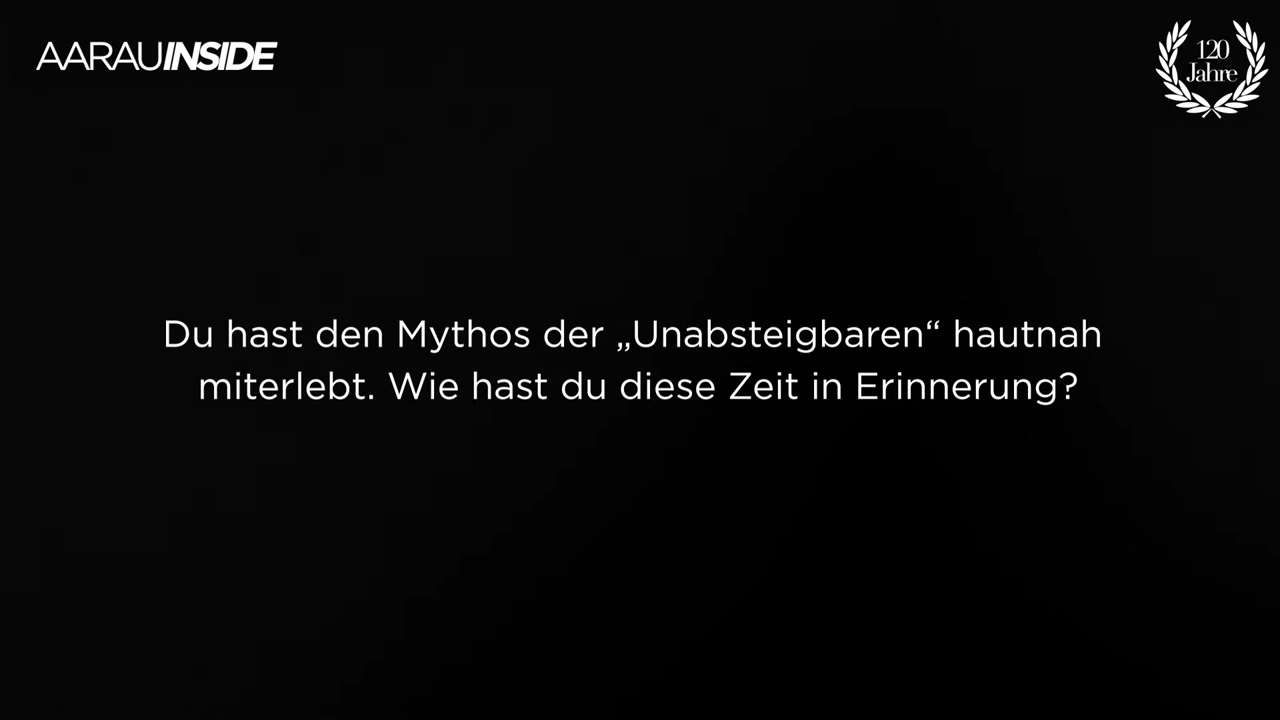 AARAUINSIDE
120
Jahre
Du hast den Mythos der „Unabsteigbaren“ hautnah
miterlebt. Wie hast du diese Zeit in Erinnerung?